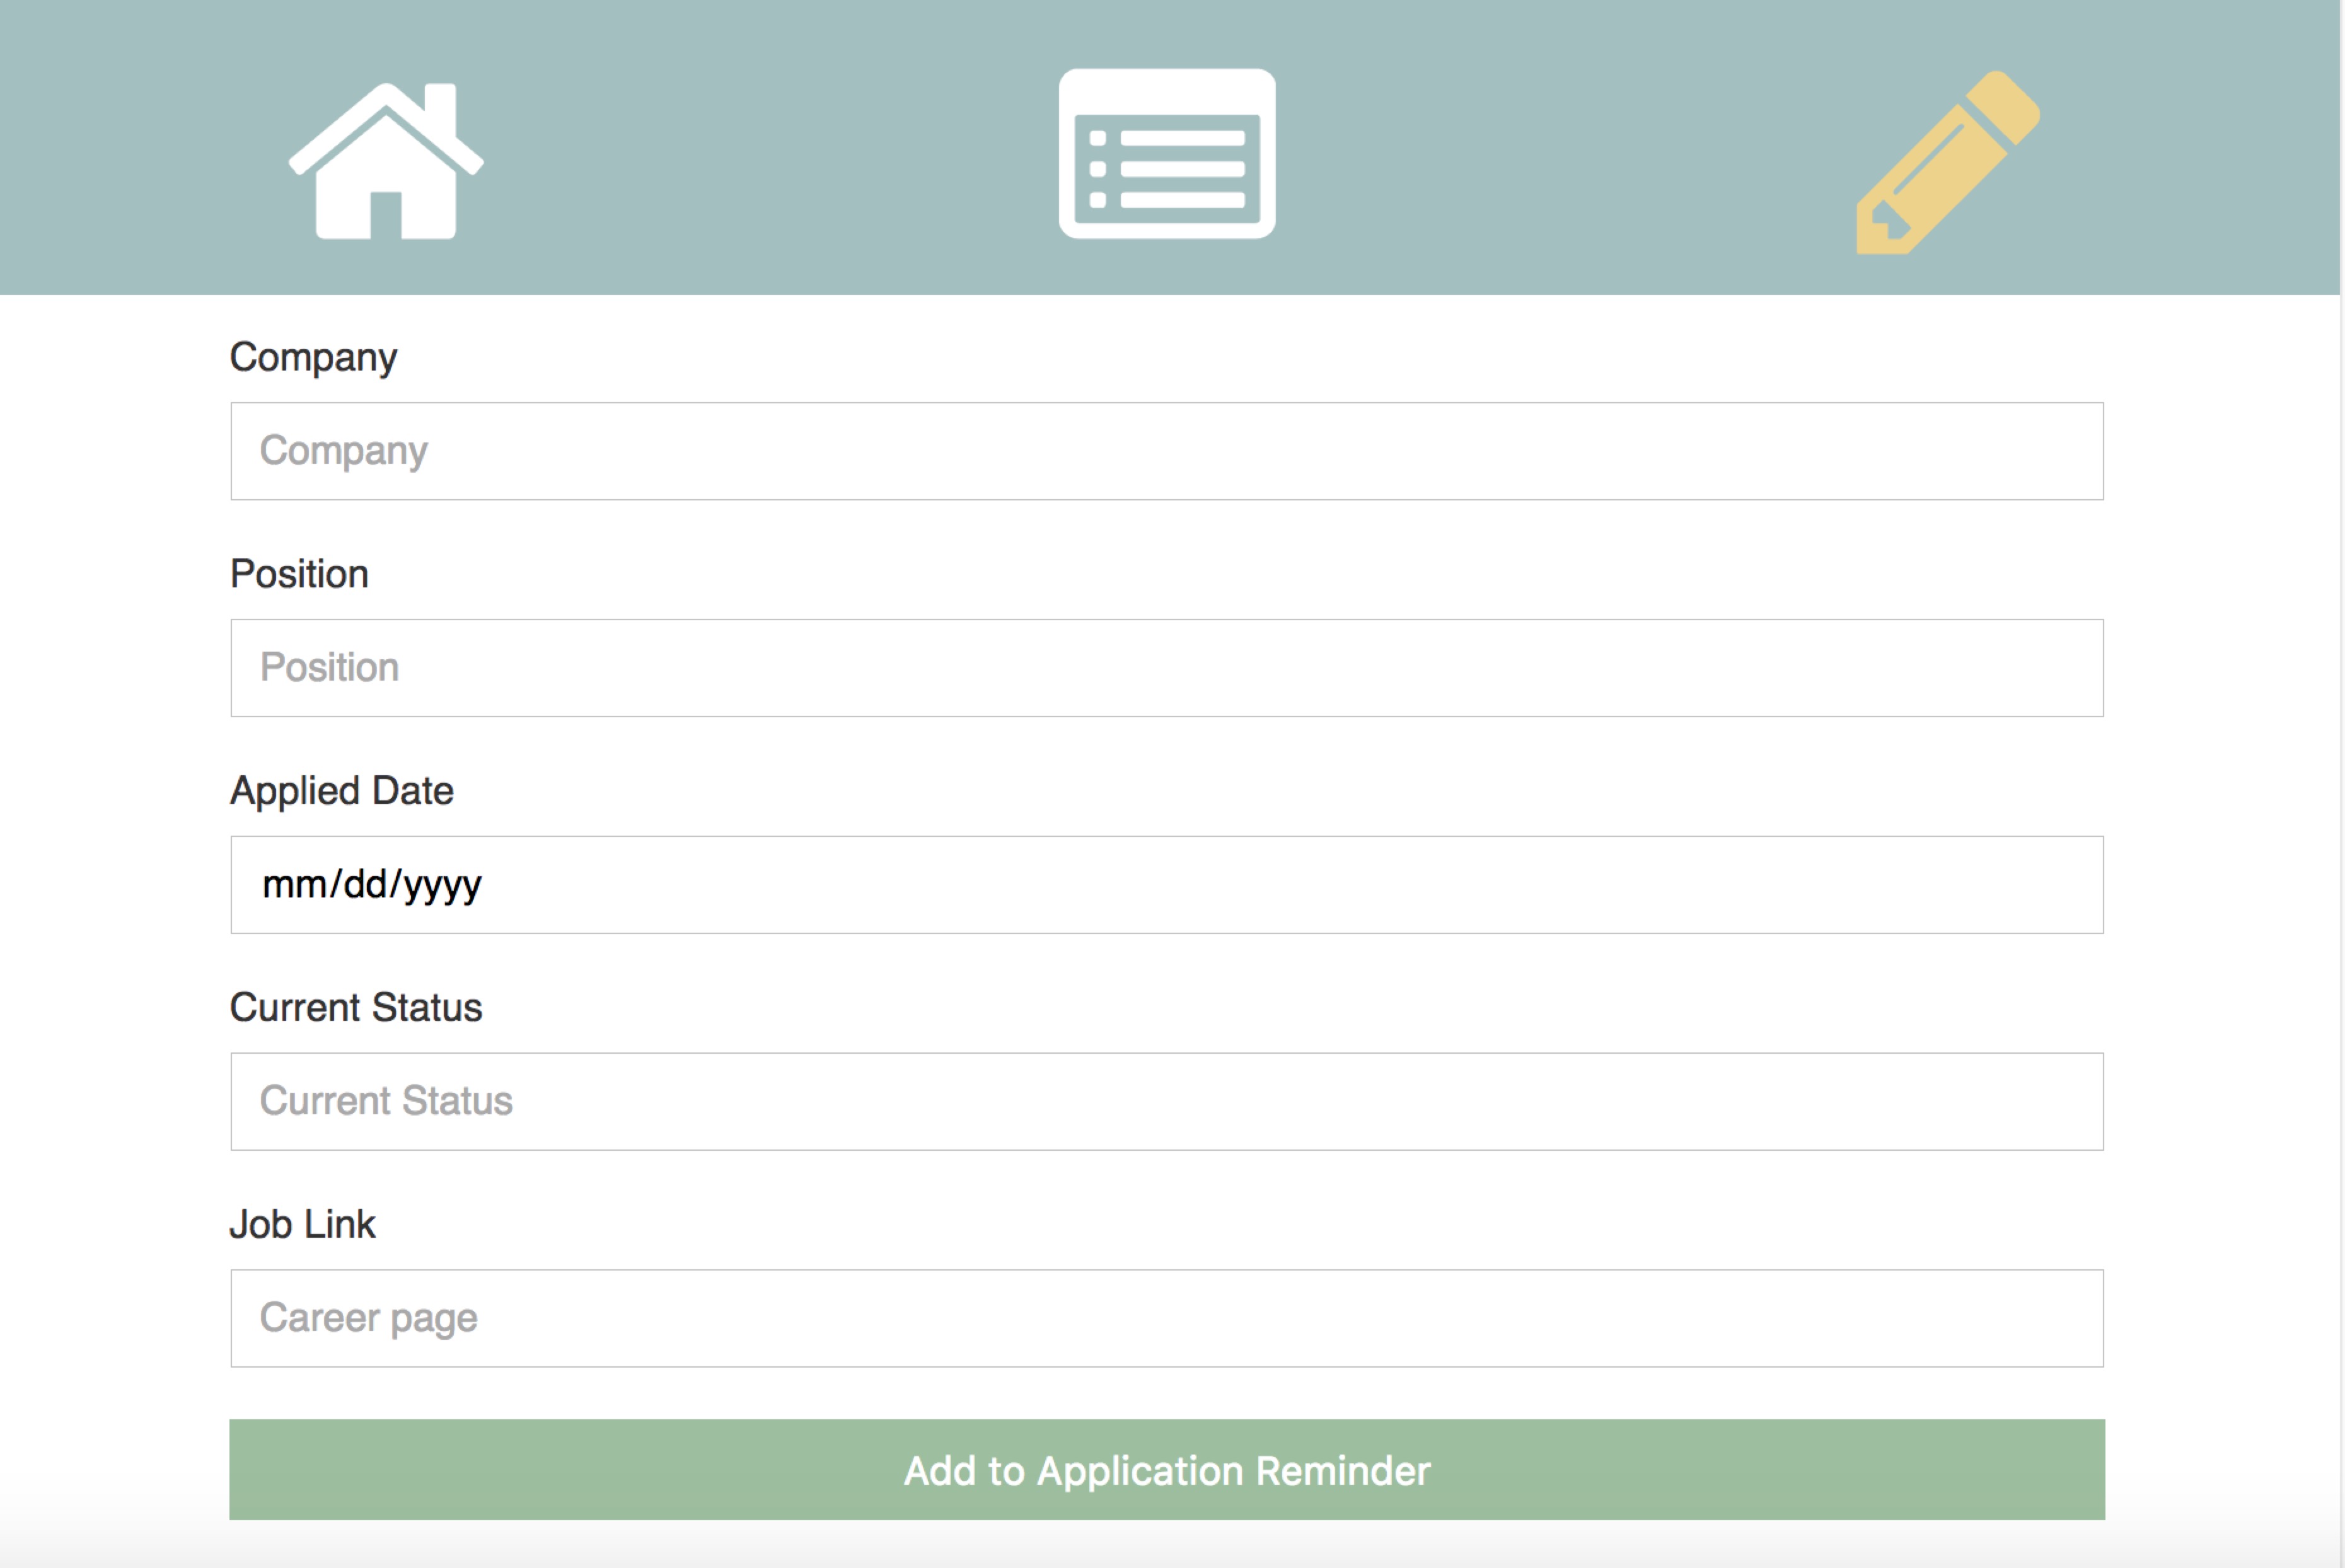 Company
Company
Position
Position
Applied Date
mm/dd/yyyy
Current Status
Current Status
Job Link
Career page
Add to Application Reminder